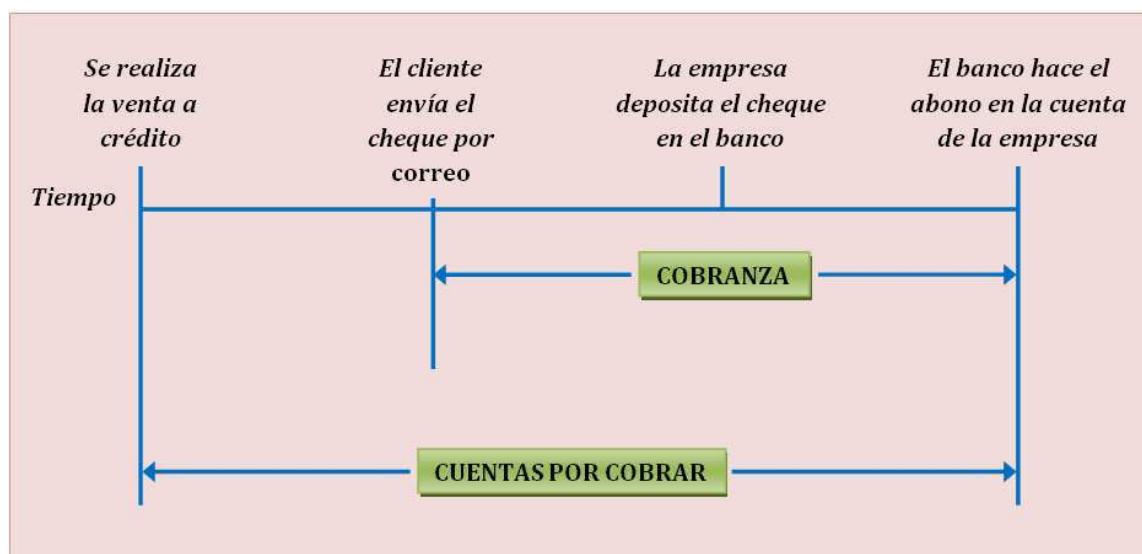 Se realiza
la venta a
crédito
El cliente
envía el
cheque por
correo
La empresa
deposita el cheque
en el banco
El banco hace el
abono en la cuenta
de la empresa
Tiempo
COBRANZA
CUENTAS POR COBRAR